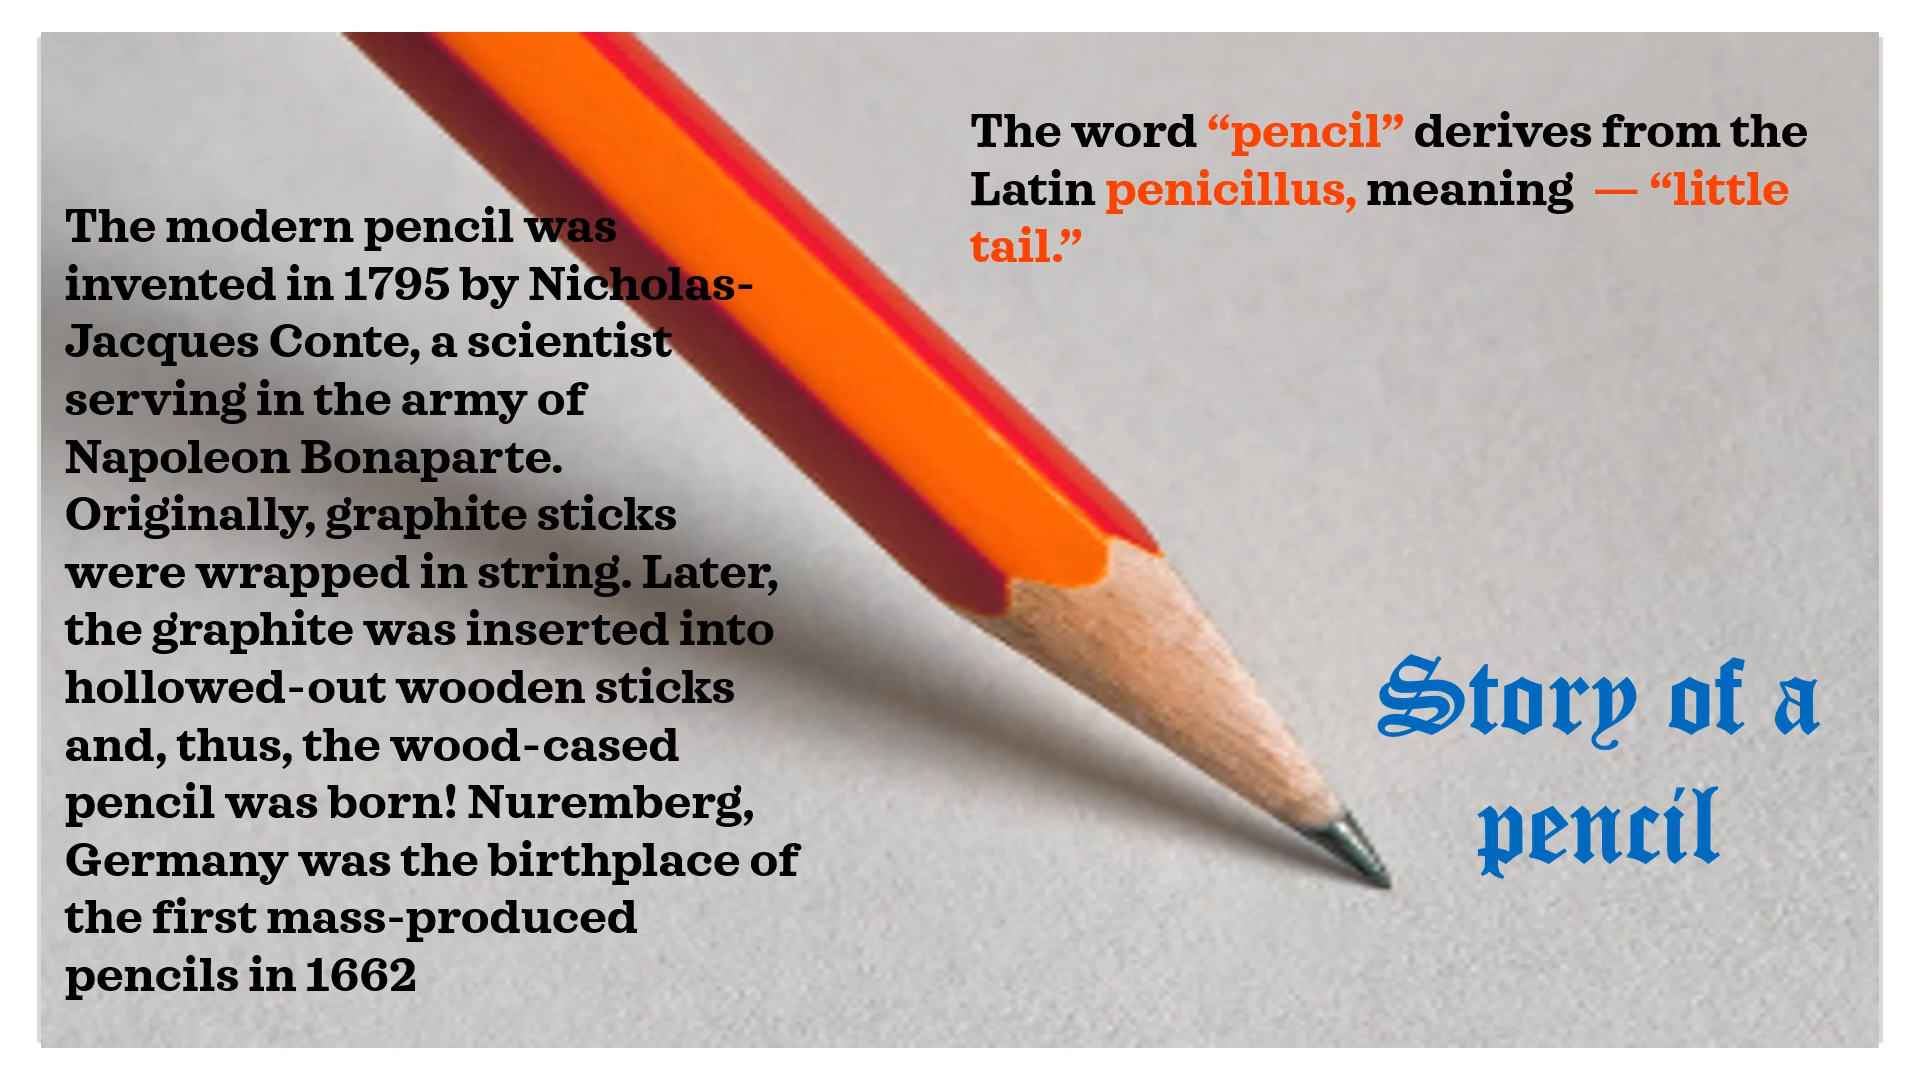 The word “pencil” derives from the
Latin penicillus, meaning — “little
tail.”
The modern pencil was
invented in 1795 by Nicholas-
Jacques Conte, a scientist
serving in the army of
Napoleon Bonaparte.
Originally, graphite sticks
were wrapped in string. Later,
the graphite was inserted into
hollowed-out wooden sticks
and, thus, the wood-cased
pencil was born! Nuremberg,
Germany was the birthplace of
the first mass-produced
pencils in 1662
Story of a
pencil